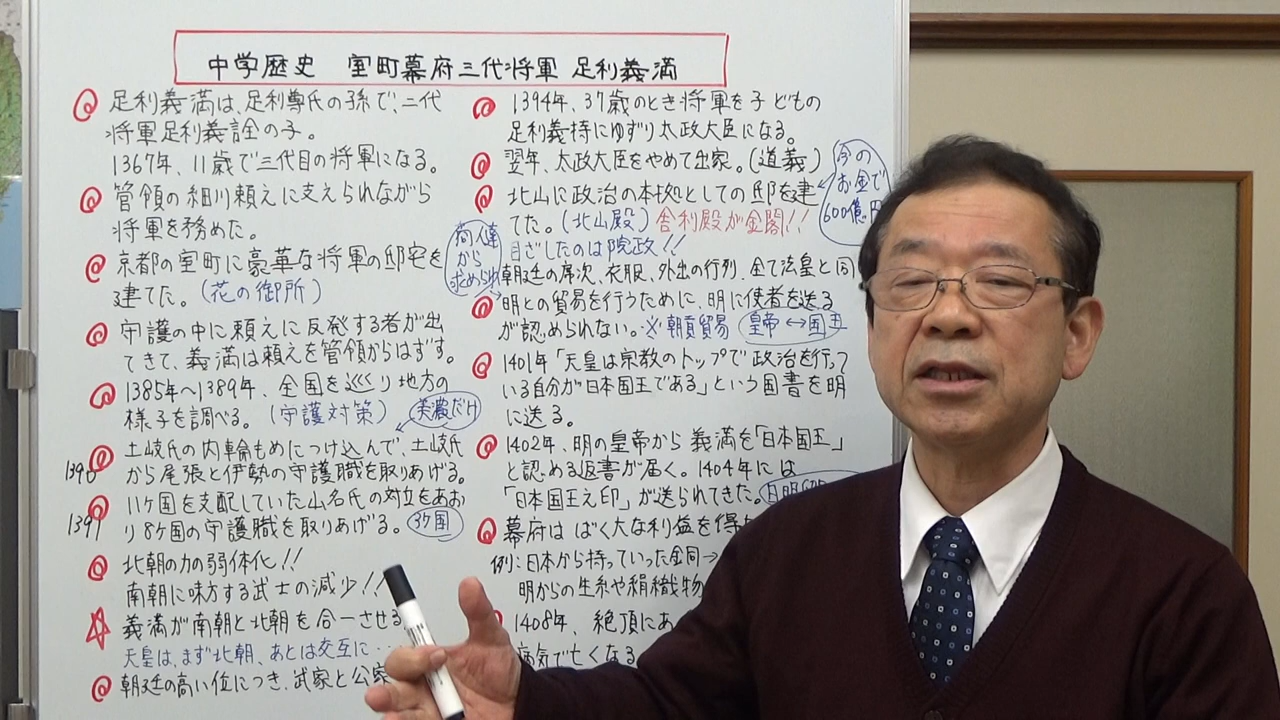 中学歴史 室町幕府三代将軍 足利義満
足利義満は、足利尊氏の孫で、二代
将軍足利義詮の子。
1367年、11歳で三代目の将軍になる。
管領の細川頼えに支えられながら
将軍を務めた。
京都の室町に豪華な将軍の邸宅を
建てた。(花の御所)
守護の中に頼えに反発する者が出
てきて、義満は頼えを管領からはずす。
1385年〜1389年、全国を巡り地方の
様子を調べる。(守護対策)
美濃だけ
土岐氏の内輪もめにつけ込んで、土岐氏
1390
から尾張と伊勢の守護職を取りあげる。
11ヶ国を支配していた山名氏の対立をあお
1391
り8ヶ国の守護職を取りあげる。
3ヶ国
北朝の力の弱体化!!
南朝に味方する武士の減少!!
義満が南朝と北朝を合一させる
天皇は、まず北朝、あとは交互に・・
朝廷の高い位につき、武家と公家
1394年、37歳のとき将軍を子どもの
足利義持にゆずり太政大臣になる。
翌年、太政大臣をやめて出家。(道義)
今の
お金で
600億円
北山に政治の本拠としての邸を建
てた。(北山殿)舎利殿が金閣!!
目ざしたのは院政!!
朝廷の席次、衣服、外出の行列、全て法皇と同
商人達
から
求められ
明との貿易を行うために、明に使者を送る
が認められない。※朝貢貿易 皇帝↔国王
1401年「天皇は宗教のトップで政治を行って
いる自分が日本国王である」という国書を明
に送る。
1402年、明の皇帝から義満を「日本国王」
と認める返書が届く。1404年には
「日本国王之印」が送られてきた。
幕府はばく大な利益を得
例:日本から持っていった金同→
明からの生糸や絹織物
1408年、絶頂にあ
病気で亡くなる